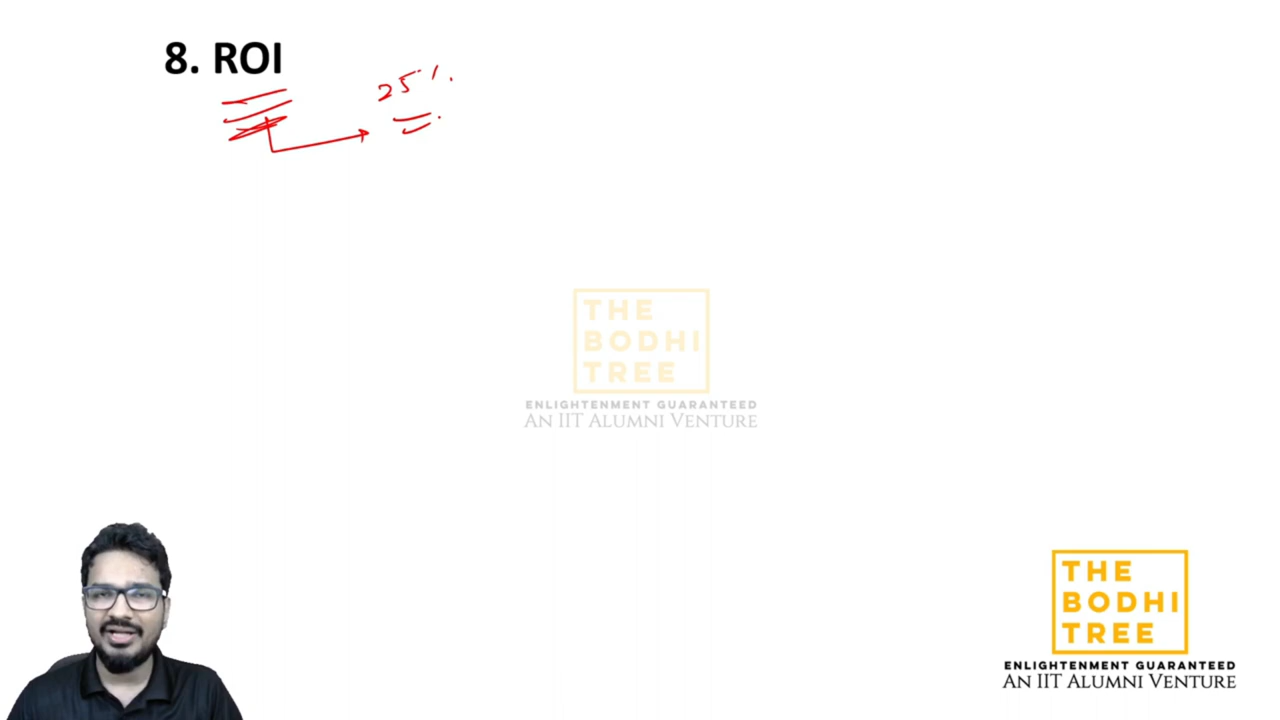 8. ROI
25%
THE
BODHI
TREE
ENLIGHTENMENT GUARANTEED
AN IIT ALUMNI VENTURE
THE
BODHI
TREE
ENLIGHTENMENT GUARANTEED
AN IIT ALUMNI VENTURE